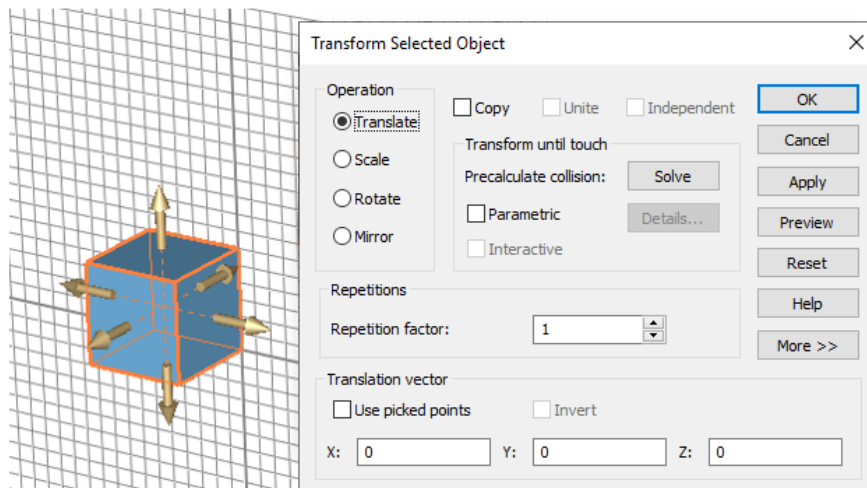 Transform Selected Object
Operation
Translate
Scale
Rotate
Mirror
Copy
Unite
Independent
Transform until touch
Precalculate collision:
Solve
Parametric
Details...
Interactive
OK
Cancel
Apply
Preview
Reset
Help
More >>
Repetitions
Repetition factor:
1
Translation vector
Use picked points
Invert
X: 0 Y: 0 Z: 0